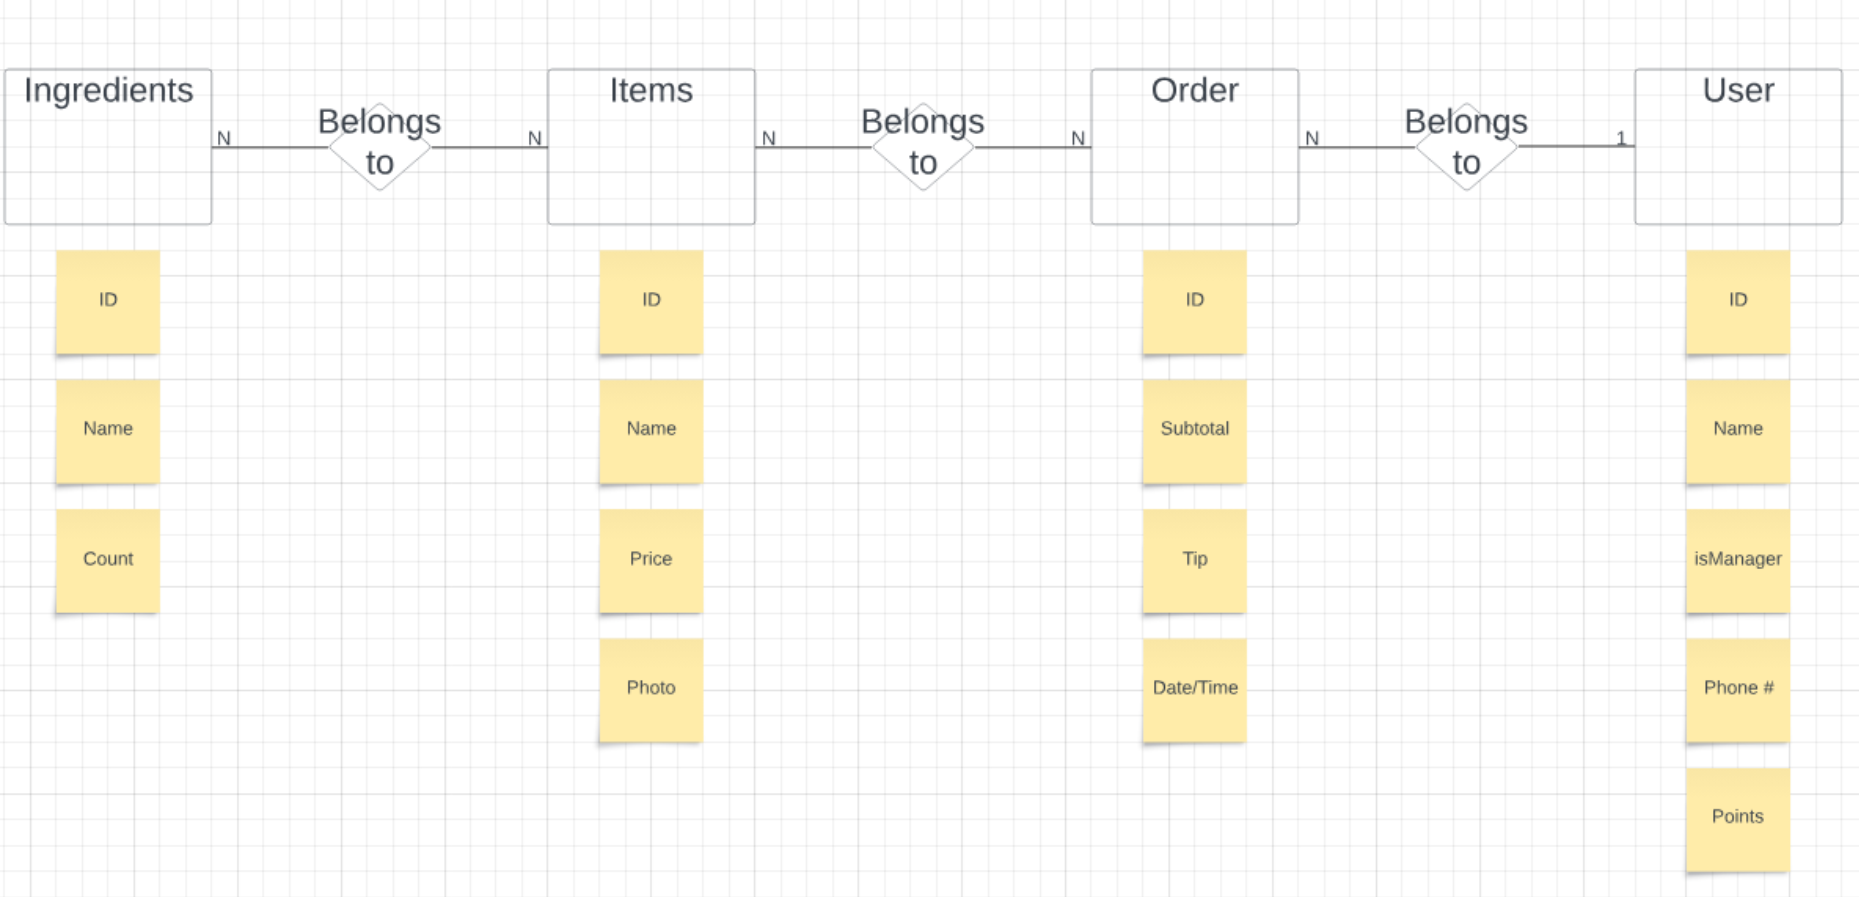 Ingredients
Items
Order
User
Belongs
to
Belongs
to
Belongs
to
N
N
N
N
N
1
ID
ID
ID
ID
Name
Name
Subtotal
Name
Count
Price
Tip
isManager
Photo
Date/Time
Phone #
Points